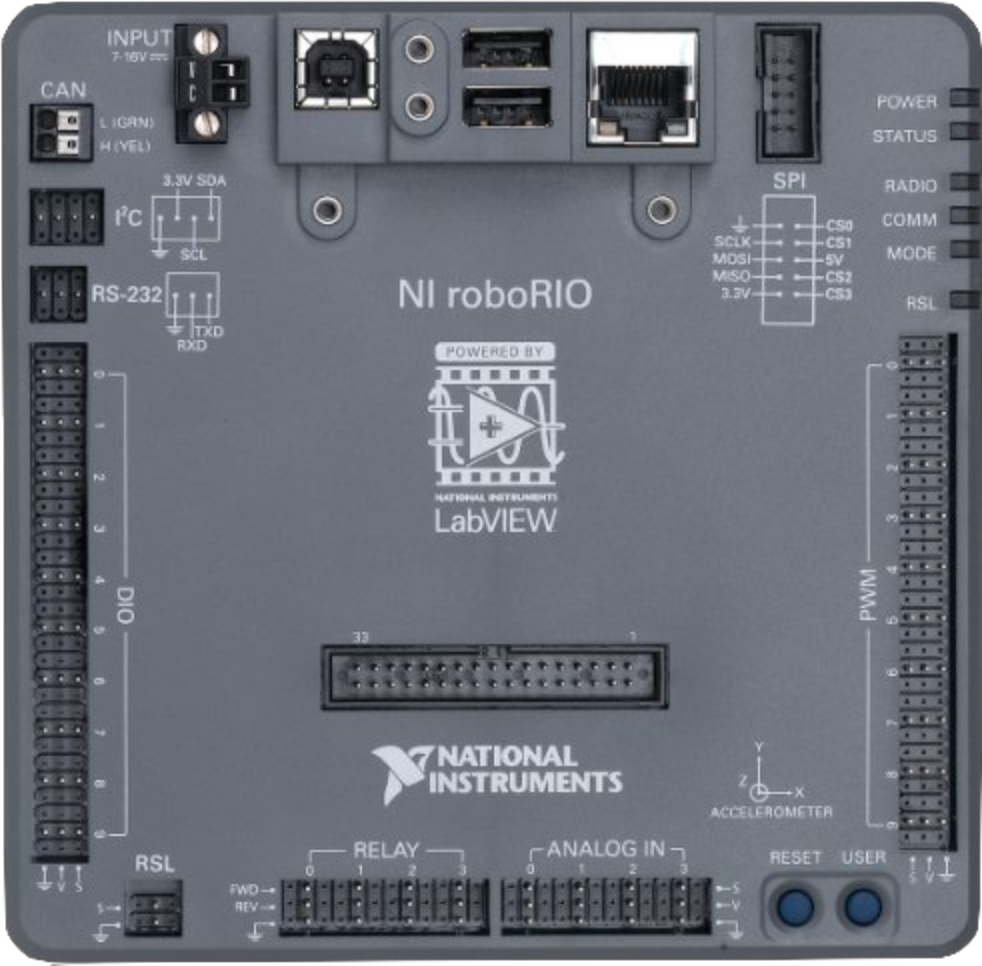 INPUT
7-16V
N
C
CAN
L (GRN)
H (YEL)
3.3V SDA
I²C
SCL
RS-232
TXD
RXD
SPI
CS0
SCLK CS1
MOSI 5V
MISO CS2
3.3V CS3
POWER
STATUS
RADIO
COMM
MODE
RSL
NI roboRIO
POWERED BY
NATIONAL INSTRUMENTS
LabVIEW
DIO
0
1
2
3
4
5
6
7
8
9
V S
PWM
0
1
2
3
4
5
6
7
8
9
S V
33 1
NATIONAL
INSTRUMENTS
Y
Z X
ACCELEROMETER
RSL
S
RELAY
0 1 2 3
FWD
REV
ANALOG IN
0 1 2 3
S
V
RESET USER